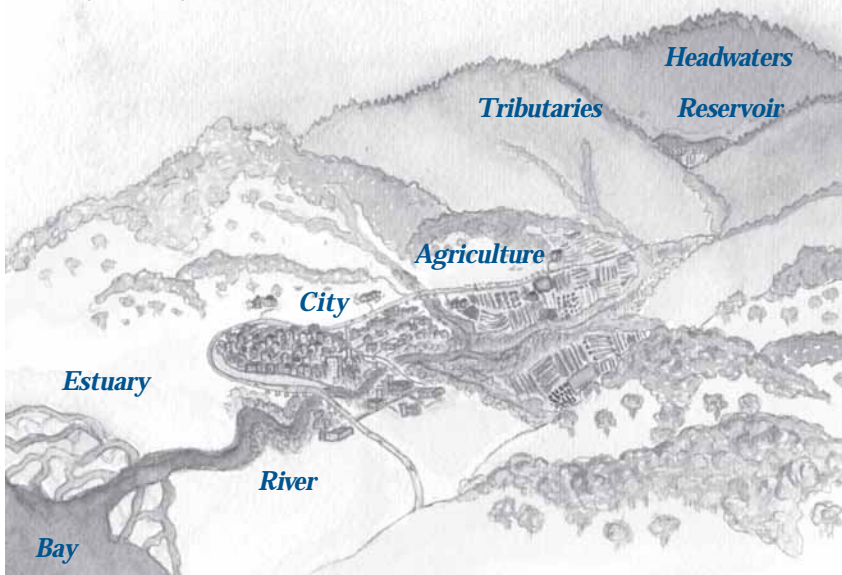 Headwaters
Tributaries
Reservoir
Agriculture
City
Estuary
River
Bay